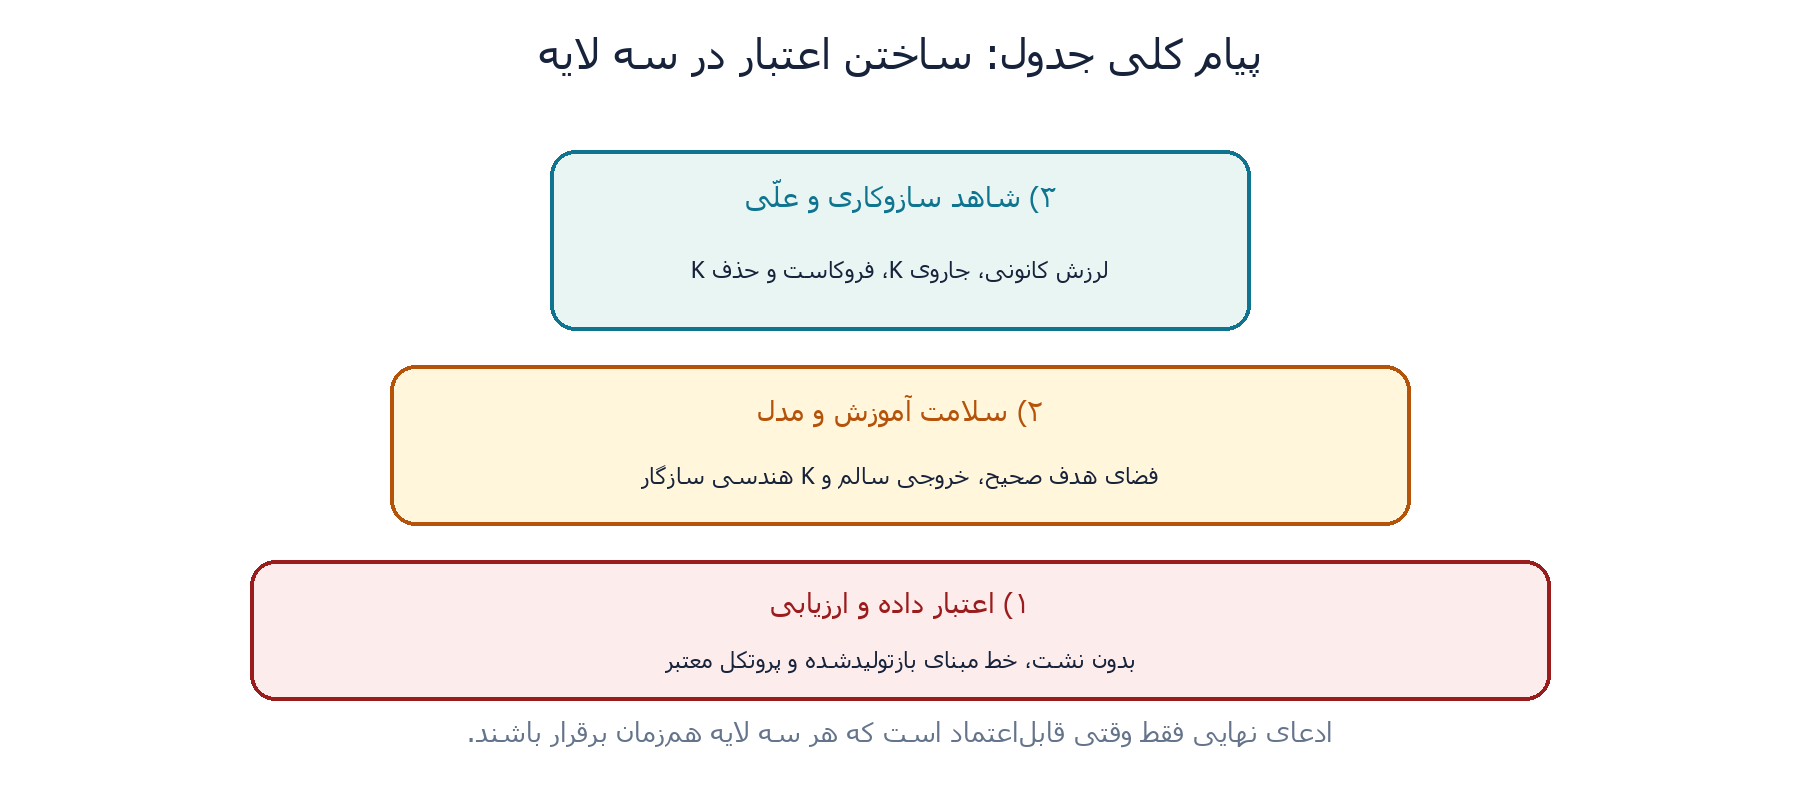 پیام کلی جدول: ساختن اعتبار در سه لایه
۳) شاهد سازوکاری و علّی
لرزش کانونی، جاروی K، فروکاست و حذف K
۲) سلامت آموزش و مدل
فضای هدف صحیح، خروجی سالم و K هندسی سازگار
۱) اعتبار داده و ارزیابی
بدون نشت، خط مبنای بازتولیدشده و پروتکل معتبر
ادعای نهایی فقط وقتی قابل‌اعتماد است که هر سه لایه هم‌زمان برقرار باشند.